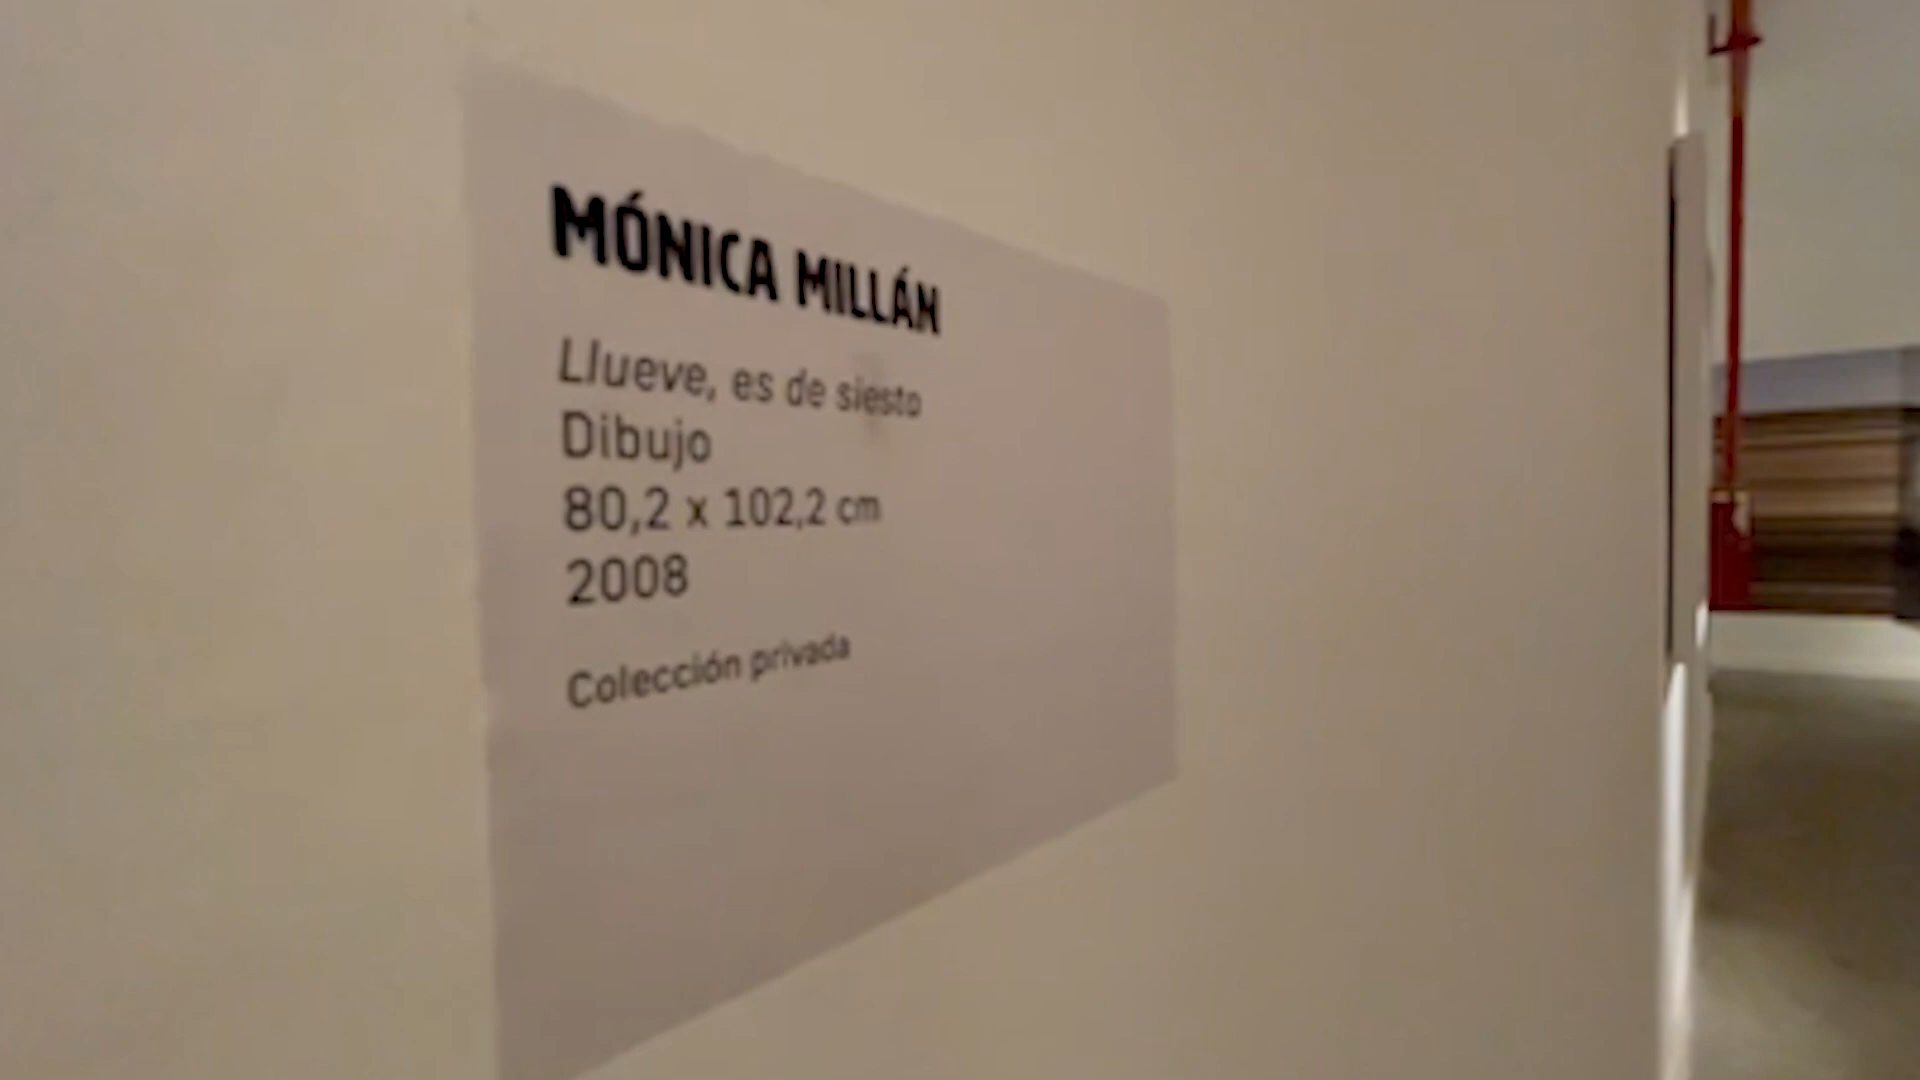 MÓNICA MILLÁN
Llueve, es de siesta
Dibujo
80,2 x 102,2 cm
2008
Colección privada